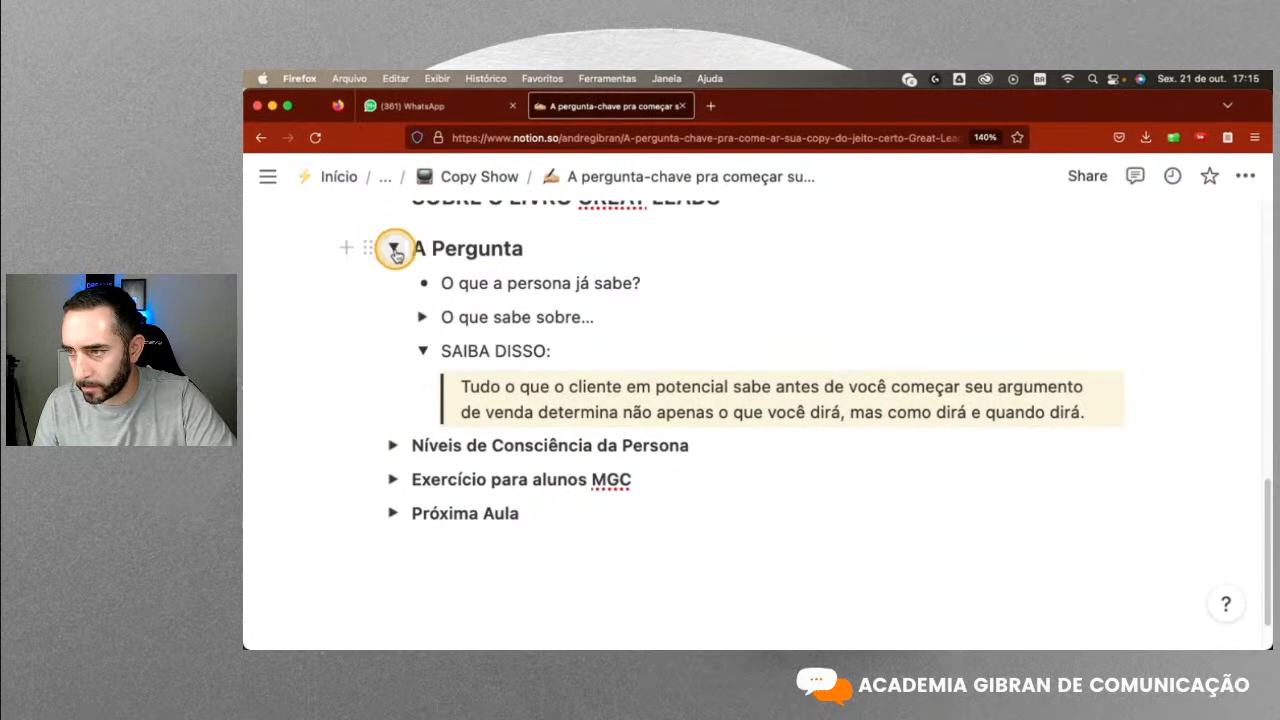 Firefox Arquivo Editar Exibir Histórico Favoritos Ferramentas Janela Ajuda
BR
Sex. 21 de out. 17:15
(361) WhatsApp
A pergunta-chave pra começar s
https://www.notion.so/andregibran/A-pergunta-chave-pra-come-ar-sua-copy-do-jeito-certo-Great-Lea
140%
Início / ... / Copy Show / A pergunta-chave pra começar su...
Share
SOBRE O LIVRO GREAT LEADS
A Pergunta
O que a persona já sabe?
O que sabe sobre...
SAIBA DISSO:
Tudo o que o cliente em potencial sabe antes de você começar seu argumento
de venda determina não apenas o que você dirá, mas como dirá e quando dirá.
Níveis de Consciência da Persona
Exercício para alunos MGC
Próxima Aula
?
ACADEMIA GIBRAN DE COMUNICAÇÃO